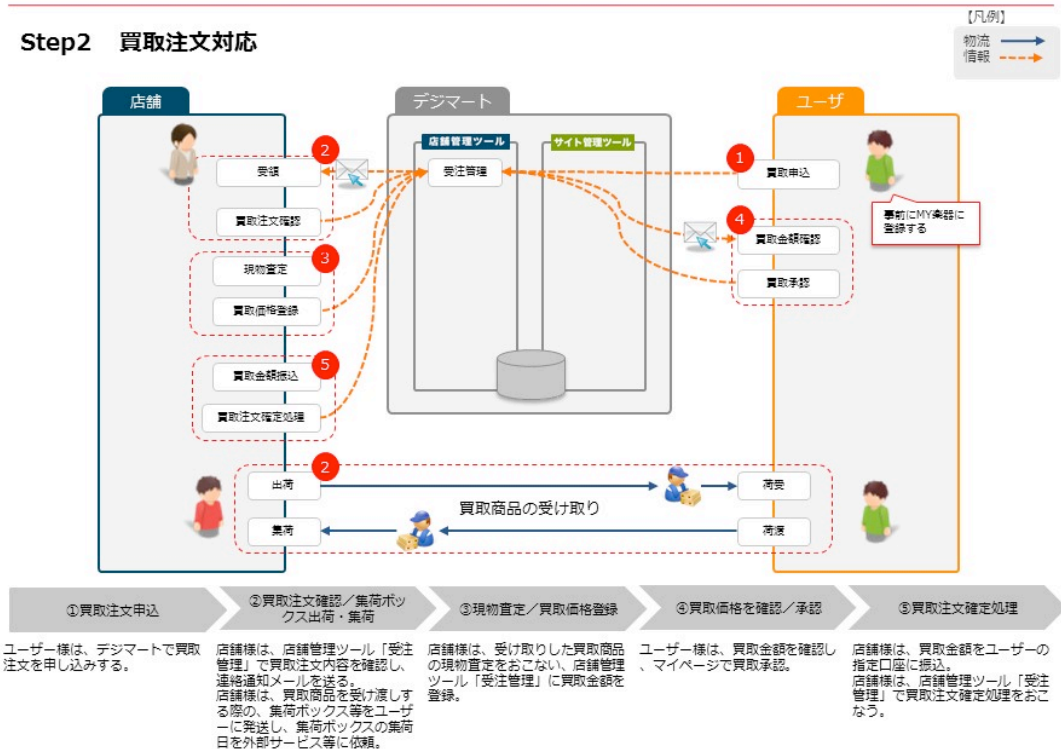 【凡例】
物流
情報
Step2 買取注文対応
店舗
デジマート
ユーザ
店舗管理ツール
サイト管理ツール
2
受領
受注管理
1
買取申込
買取注文確認
事前にMY楽器に
登録する
4
買取金額確認
買取承認
3
現物査定
買取価格登録
5
買取金額振込
買取注文確定処理
2
出荷
荷受
買取商品の受け取り
集荷
荷渡
①買取注文申込
②買取注文確認／集荷ボッ
クス出荷・集荷
③現物査定／買取価格登録
④買取価格を確認／承認
⑤買取注文確定処理
ユーザー様は、デジマートで買取
注文を申し込みする。
店舗様は、店舗管理ツール「受注
管理」で買取注文内容を確認し、
連絡通知メールを送る。
店舗様は、買取商品を受け渡しす
る際の、集荷ボックス等をユーザ
ーに発送し、集荷ボックスの集荷
日を外部サービス等に依頼。
店舗様は、受け取りした買取商品
の現物査定をおこない、店舗管理
ツール「受注管理」に買取金額を
登録。
ユーザー様は、買取金額を確認し
、マイページで買取承認。
店舗様は、買取金額をユーザーの
指定口座に振込。
店舗様は、店舗管理ツール「受注
管理」で買取注文確定処理をおこ
なう。